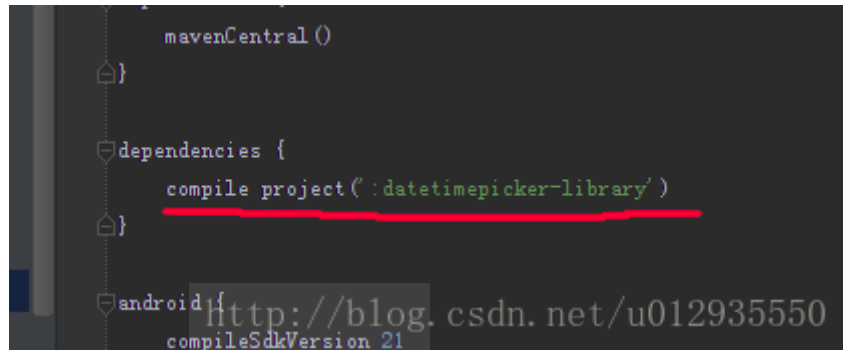 mavenCentral()
}
dependencies {
compile project(':datetimepicker-library')
}
android {
http://blog.csdn.net/u012935550
compileSdkVersion 21